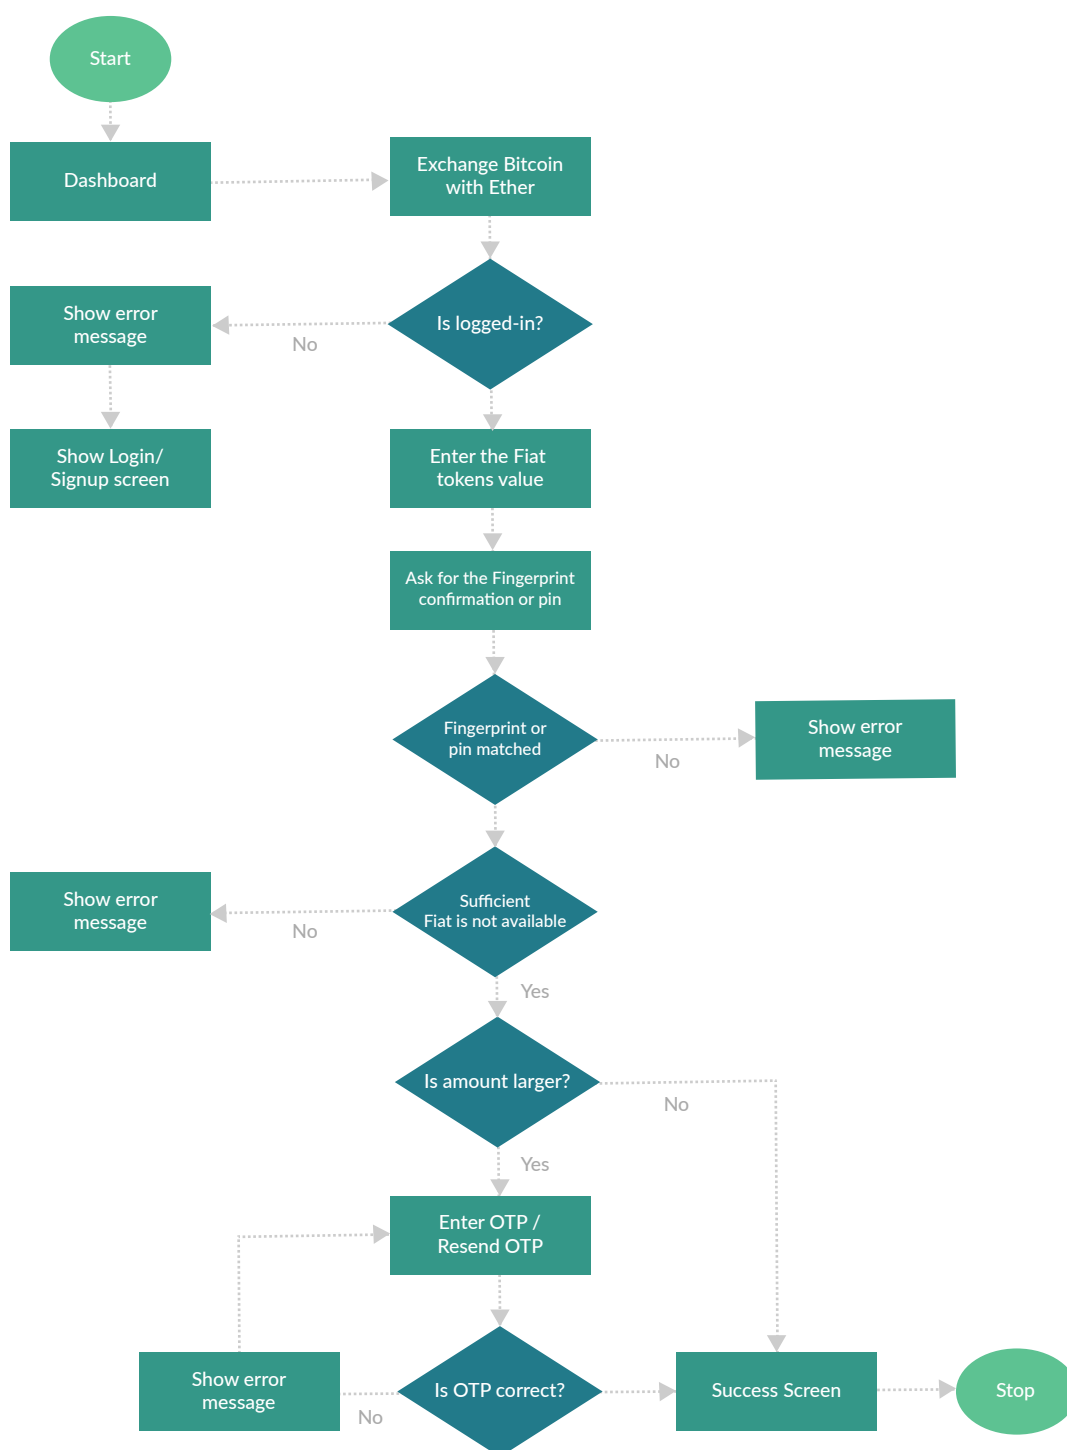 Start
Dashboard
Exchange Bitcoin
with Ether
Is logged-in?
No
Show error
message
Show Login/
Signup screen
Enter the Fiat
tokens value
Ask for the Fingerprint
confirmation or pin
Fingerprint or
pin matched
No
Show error
message
Sufficient
Fiat is not available
No
Show error
message
Yes
Is amount larger?
No
Yes
Enter OTP /
Resend OTP
Is OTP correct?
No
Show error
message
Success Screen
Stop